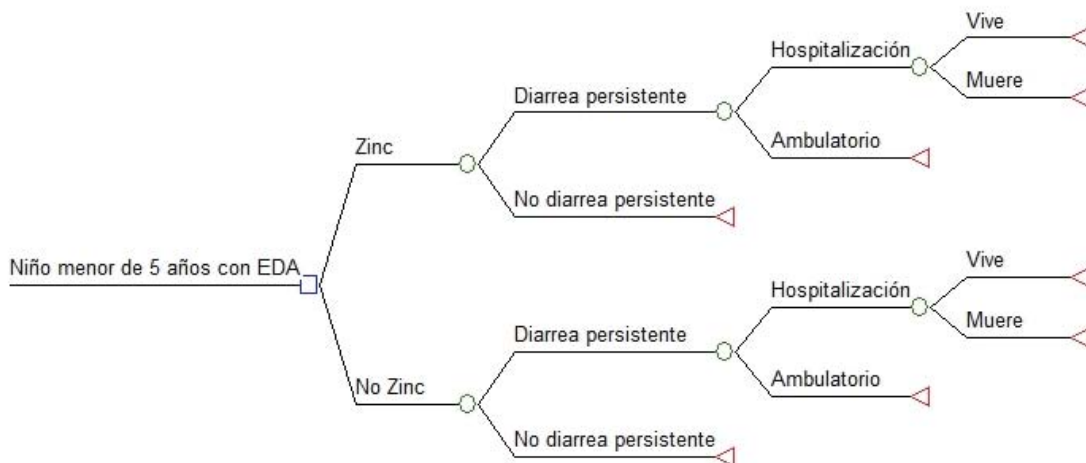 Vive
Hospitalización
Muere
Diarrea persistente
Ambulatorio
Zinc
No diarrea persistente
Niño menor de 5 años con EDA
Vive
Hospitalización
Muere
Diarrea persistente
Ambulatorio
No Zinc
No diarrea persistente